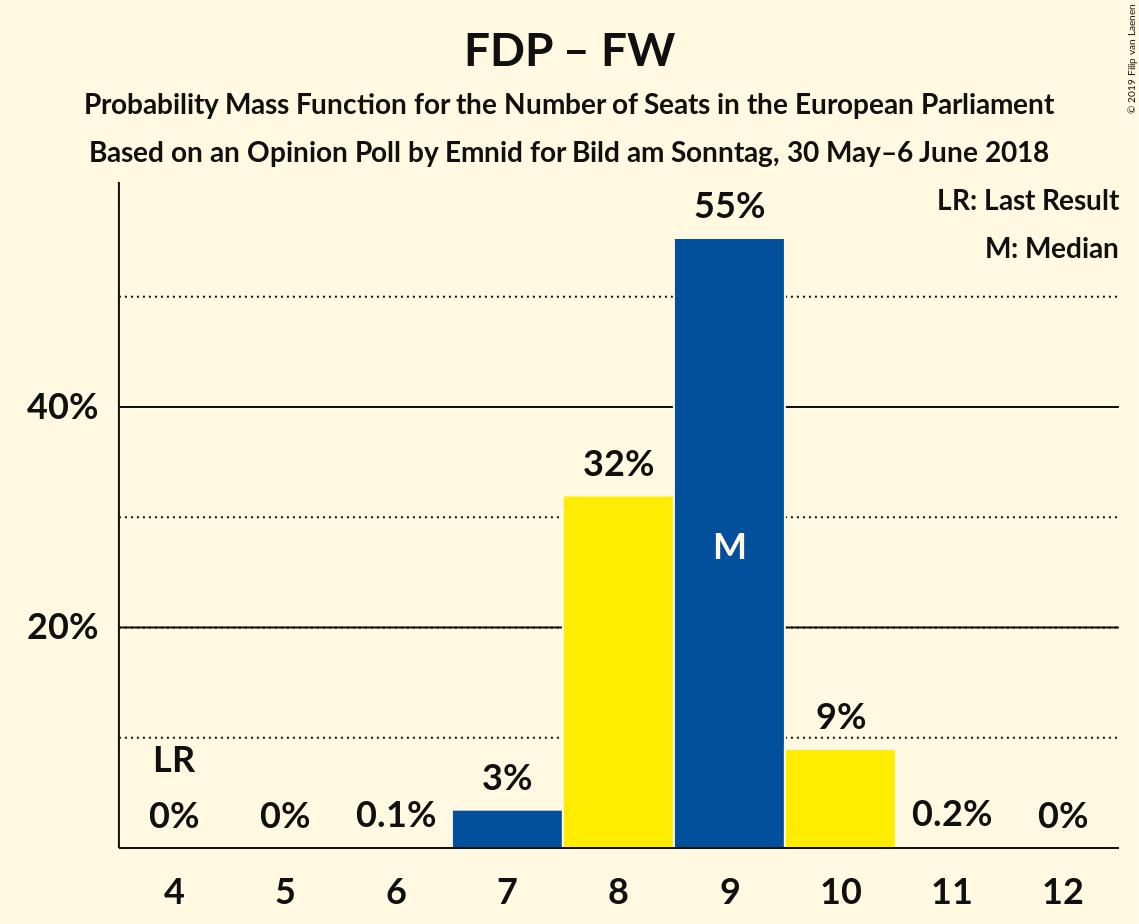 FDP – FW
Probability Mass Function for the Number of Seats in the European Parliament
Based on an Opinion Poll by Emnid for Bild am Sonntag, 30 May–6 June 2018
© 2019 Filip van Laenen
LR: Last Result
M: Median
55%
40%
32%
M
20%
9%
LR
3%
0%
0%
0.1%
0.2%
0%
4 5 6 7 8 9 10 11 12